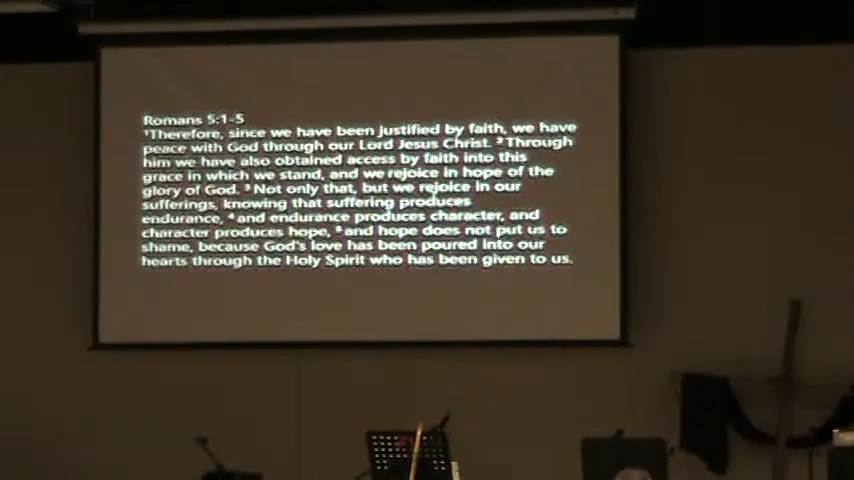 Romans 5:1-5
¹Therefore, since we have been justified by faith, we have
peace with God through our Lord Jesus Christ. ²Through
him we have also obtained access by faith into this
grace in which we stand, and we rejoice in hope of the
glory of God. ³Not only that, but we rejoice in our
sufferings, knowing that suffering produces
endurance, ⁴and endurance produces character, and
character produces hope, ⁵and hope does not put us to
shame, because God's love has been poured into our
hearts through the Holy Spirit who has been given to us.